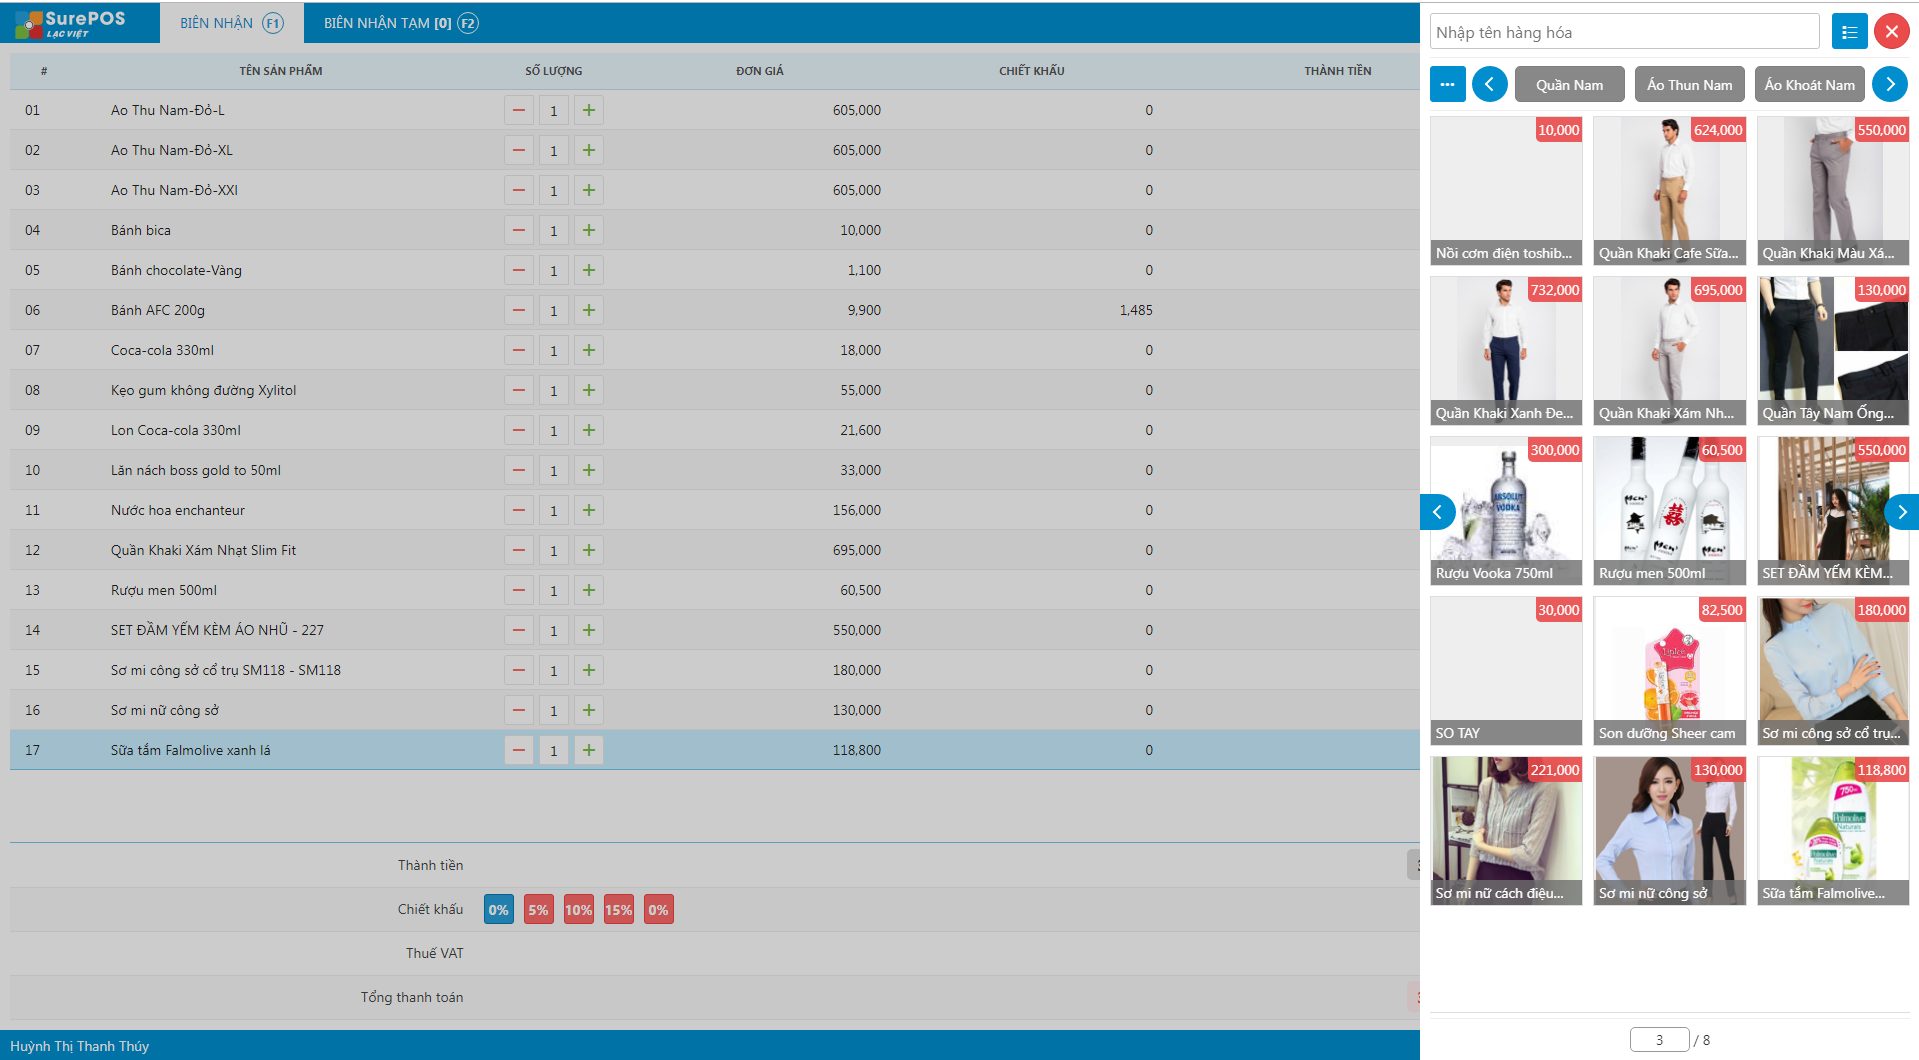 SurePOS
LẠC VIỆT
BIÊN NHẬN F1
BIÊN NHẬN TẠM [0] F2
# TÊN SẢN PHẨM SỐ LƯỢNG ĐƠN GIÁ CHIẾT KHẤU THÀNH TIỀN
01 Ao Thu Nam-Đỏ-L 1 605,000 0
02 Ao Thu Nam-Đỏ-XL 1 605,000 0
03 Ao Thu Nam-Đỏ-XXl 1 605,000 0
04 Bánh bica 1 10,000 0
05 Bánh chocolate-Vàng 1 1,100 0
06 Bánh AFC 200g 1 9,900 1,485
07 Coca-cola 330ml 1 18,000 0
08 Kẹo gum không đường Xylitol 1 55,000 0
09 Lon Coca-cola 330ml 1 21,600 0
10 Lăn nách boss gold to 50ml 1 33,000 0
11 Nước hoa enchanteur 1 156,000 0
12 Quần Khaki Xám Nhạt Slim Fit 1 695,000 0
13 Rượu men 500ml 1 60,500 0
14 SET ĐẦM YẾM KÈM ÁO NHŨ - 227 1 550,000 0
15 Sơ mi công sở cổ trụ SM118 - SM118 1 180,000 0
16 Sơ mi nữ công sở 1 130,000 0
17 Sữa tắm Falmolive xanh lá 1 118,800 0
Thành tiền
Chiết khấu 0% 5% 10% 15% 0%
Thuế VAT
Tổng thanh toán
Huỳnh Thị Thanh Thúy
Nhập tên hàng hóa
Quần Nam Áo Thun Nam Áo Khoát Nam
10,000 624,000 550,000
Nồi cơm điện toshib... Quần Khaki Cafe Sữa... Quần Khaki Màu Xá...
732,000 695,000 130,000
Quần Khaki Xanh Đe... Quần Khaki Xám Nh... Quần Tây Nam Ống...
300,000 60,500 550,000
ABSOLUT
VODKA
Men'
Men'
Men'
囍
Rượu Vooka 750ml Rượu men 500ml SET ĐẦM YẾM KÈM...
30,000 82,500 180,000
SO TAY Son dưỡng Sheer cam Sơ mi công sở cổ trụ...
221,000 130,000 118,800
750
Palmolive
Naturals
Palmolive
Sơ mi nữ cách điệu... Sơ mi nữ công sở Sữa tắm Falmolive...
3 / 8